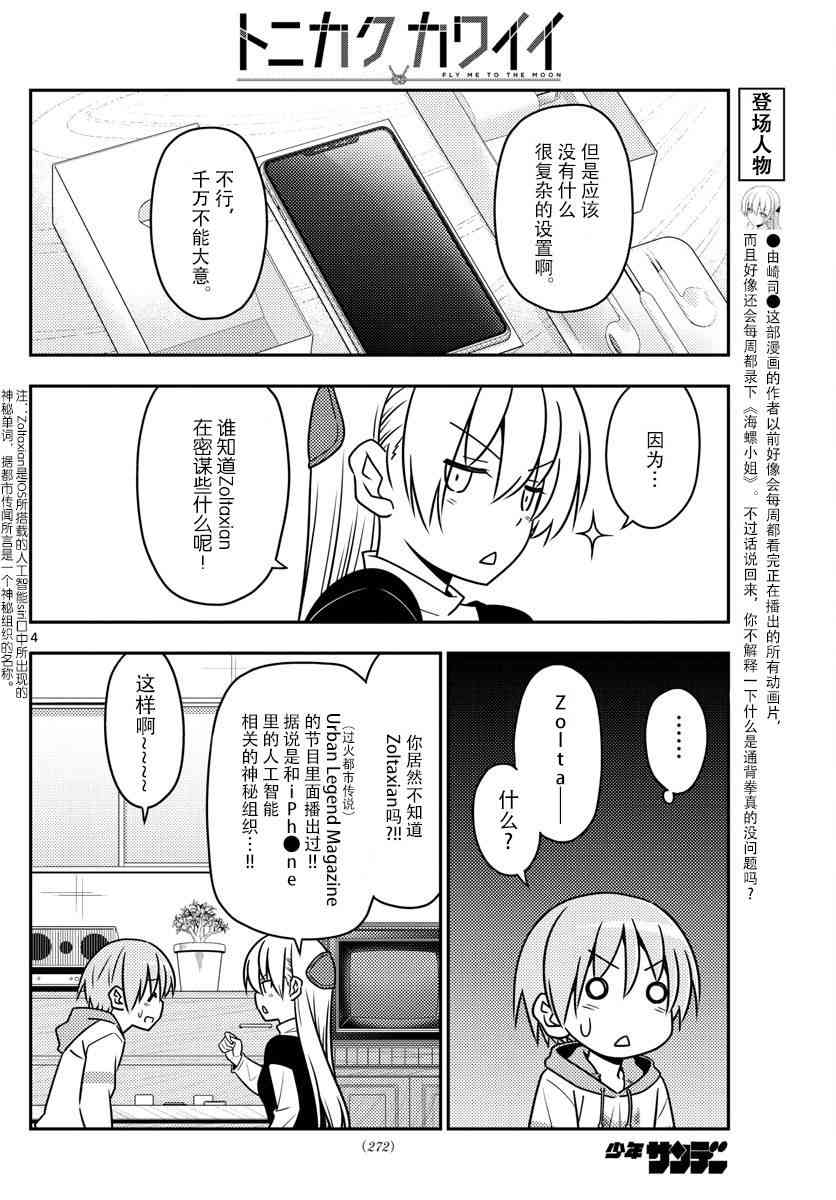 トニカクカワイイ
FLY ME TO THE MOON
登场人物
●由崎司●这部漫画的作者以前好像会每周都看完正在播出的所有动画片，
而且好像还会每周都录下《海螺小姐》。不过话说回来，你不解释一下什么是通背拳真的没问题吗？
但是应该
没有什么
很复杂的
设置啊。
不行，
千万不能大意。
因为…
谁知道Zoltaxian
在密谋些什么呢！
注：Zoltaxian是iOS所搭载的人工智能siri口中所出现的
神秘单词，据都市传闻所言是一个神秘组织的名称。
4
……
Zolta—
什么？
你居然不知道
Zoltaxian吗?!!
(过火都市传说)
Urban Legend Magazine
的节目里面播出过!!
据说是和iPh●ne
里的人工智能
相关的神秘组织…!!
这样啊~~~~
(272)
少年サンデー